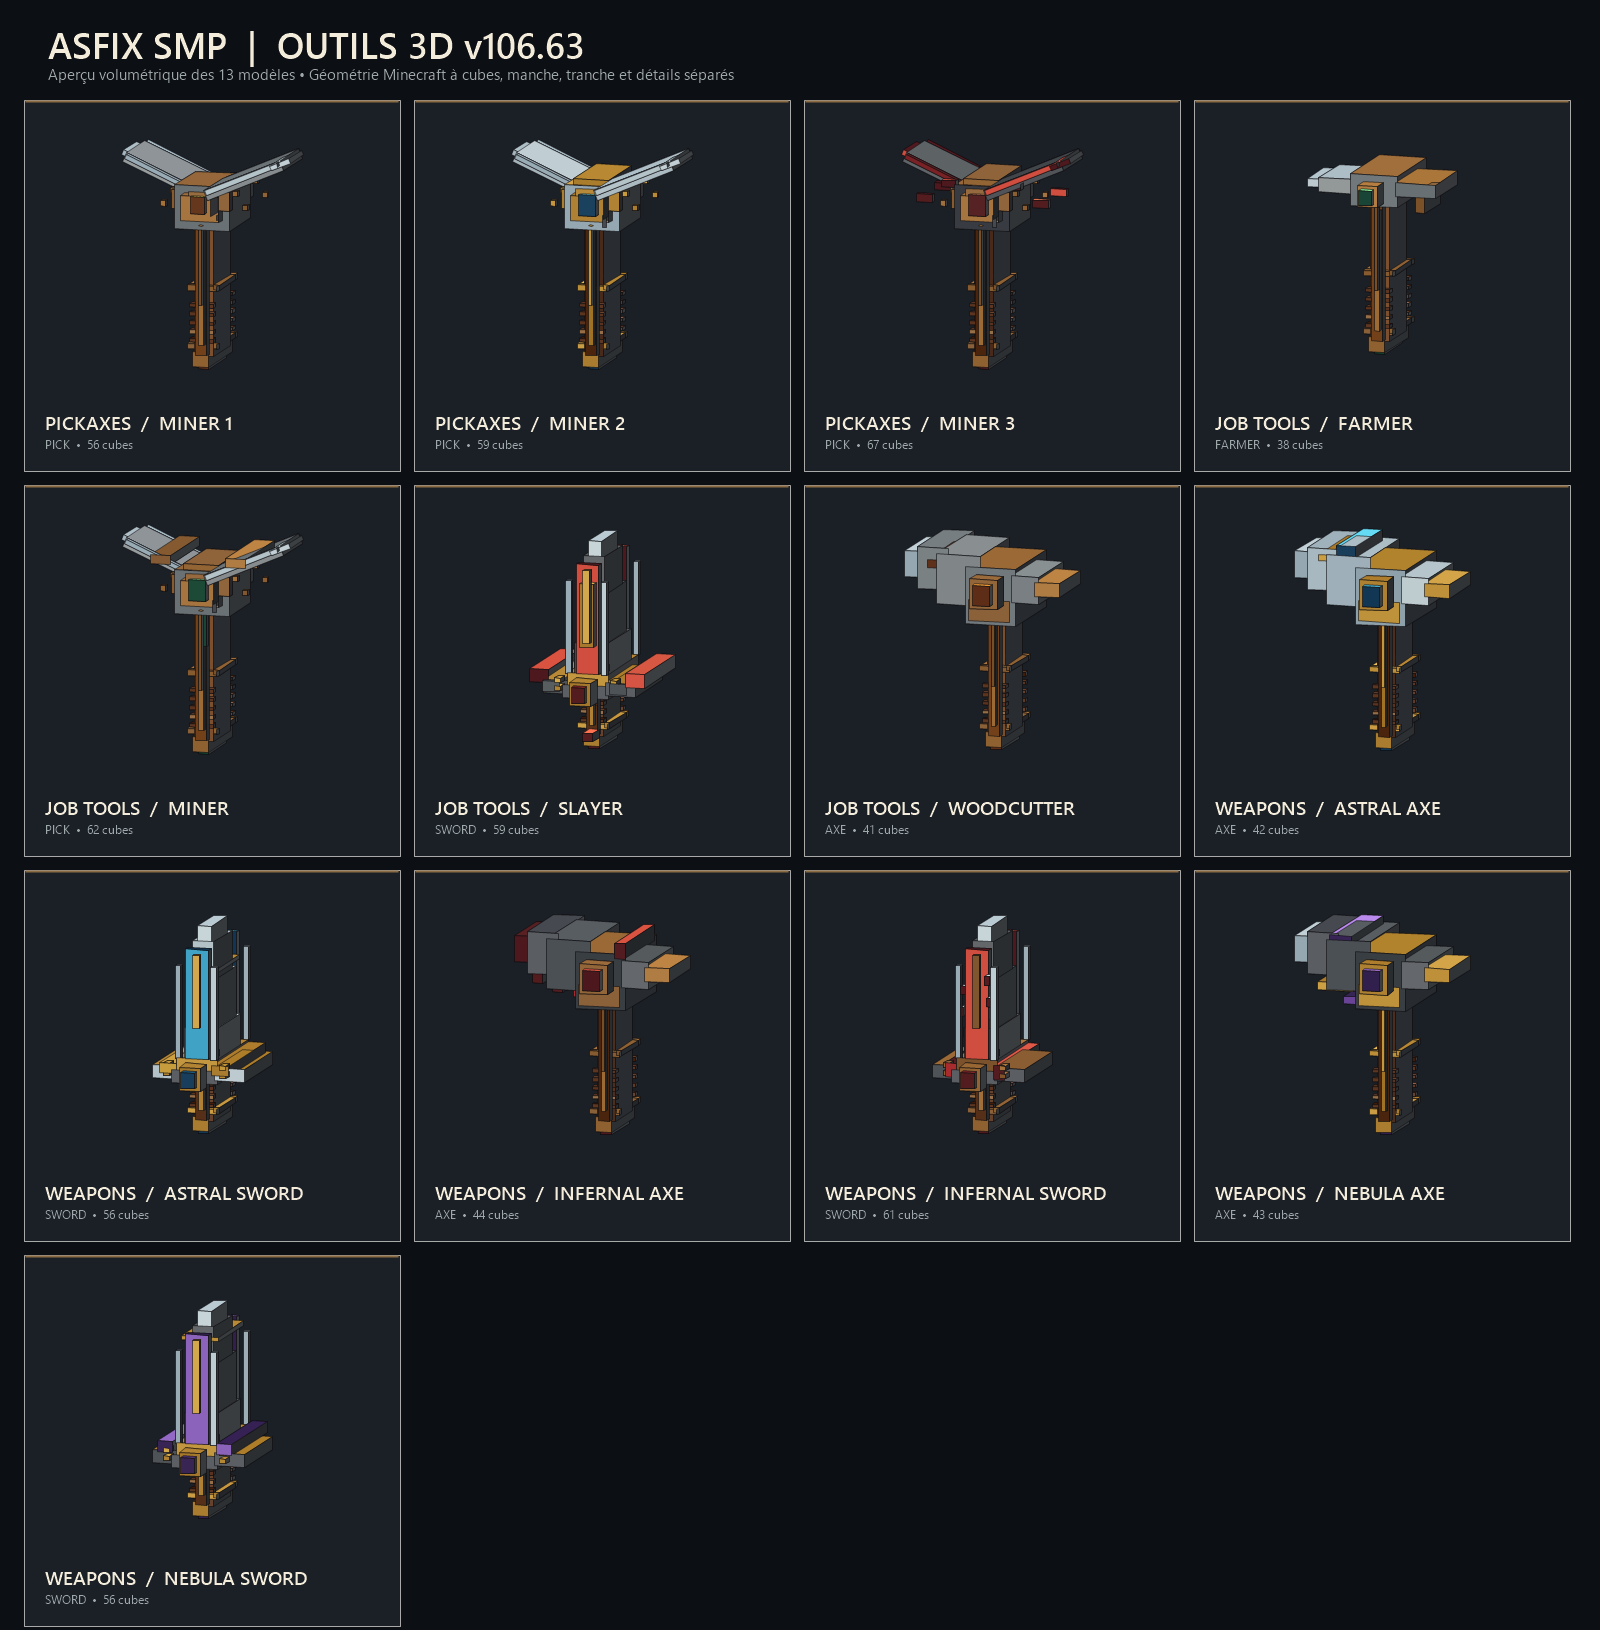 ASFIX SMP | OUTILS 3D v106.63
Aperçu volumétrique des 13 modèles • Géométrie Minecraft à cubes, manche, tranche et détails séparés
PICKAXES / MINER 1
PICK • 56 cubes
PICKAXES / MINER 2
PICK • 59 cubes
PICKAXES / MINER 3
PICK • 67 cubes
JOB TOOLS / FARMER
FARMER • 38 cubes
JOB TOOLS / MINER
PICK • 62 cubes
JOB TOOLS / SLAYER
SWORD • 59 cubes
JOB TOOLS / WOODCUTTER
AXE • 41 cubes
WEAPONS / ASTRAL AXE
AXE • 42 cubes
WEAPONS / ASTRAL SWORD
SWORD • 56 cubes
WEAPONS / INFERNAL AXE
AXE • 44 cubes
WEAPONS / INFERNAL SWORD
SWORD • 61 cubes
WEAPONS / NEBULA AXE
AXE • 43 cubes
WEAPONS / NEBULA SWORD
SWORD • 56 cubes